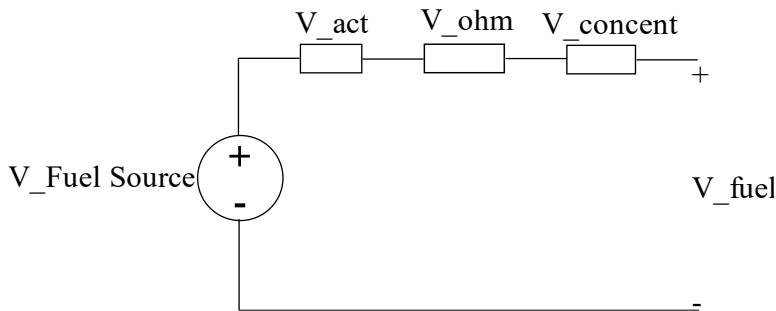 V_act
V_ohm
V_concent
+
+
V_Fuel Source
-
V_fuel
-